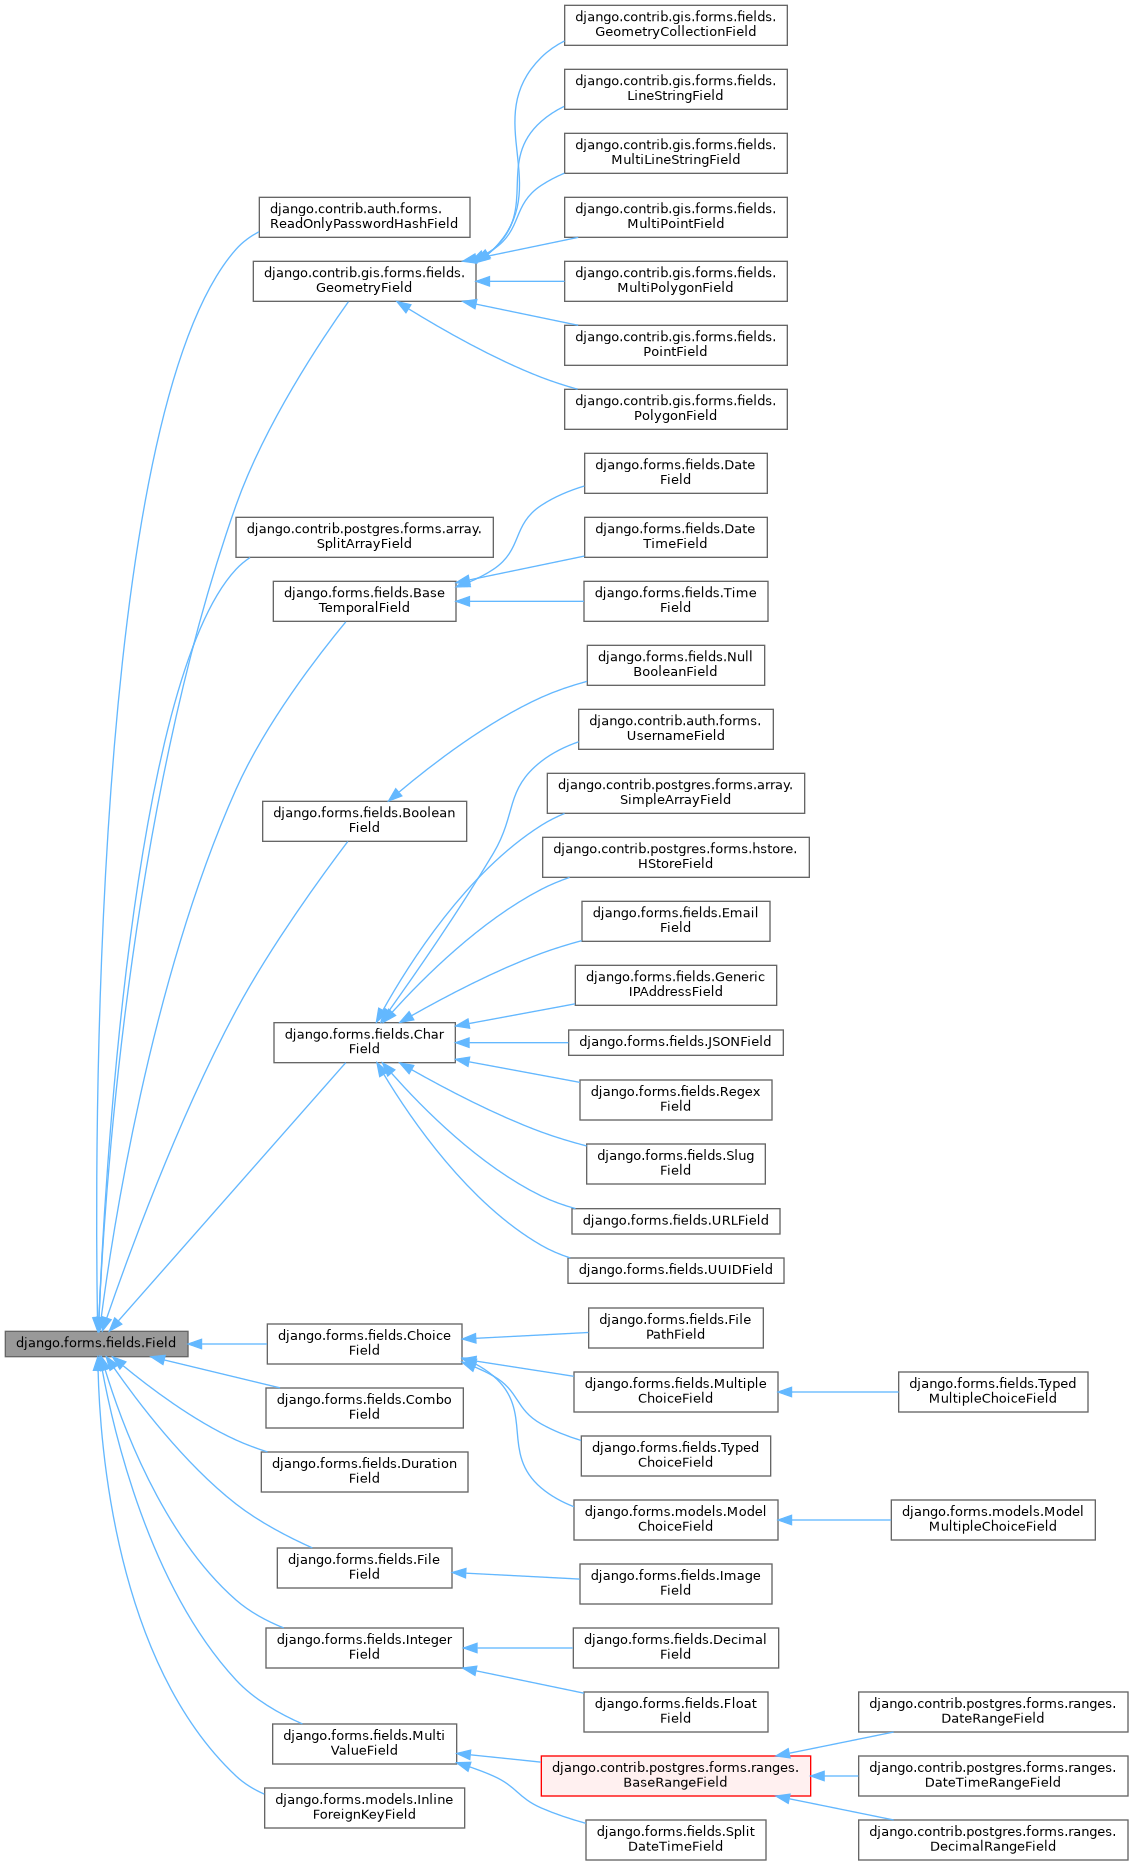 django.contrib.gis.forms.fields.
GeometryCollectionField
django.contrib.gis.forms.fields.
LineStringField
django.contrib.gis.forms.fields.
MultiLineStringField
django.contrib.auth.forms.
ReadOnlyPasswordHashField
django.contrib.gis.forms.fields.
MultiPointField
django.contrib.gis.forms.fields.
GeometryField
django.contrib.gis.forms.fields.
MultiPolygonField
django.contrib.gis.forms.fields.
PointField
django.contrib.gis.forms.fields.
PolygonField
django.forms.fields.Date
Field
django.contrib.postgres.forms.array.
SplitArrayField
django.forms.fields.Date
TimeField
django.forms.fields.Base
TemporalField
django.forms.fields.Time
Field
django.forms.fields.Null
BooleanField
django.contrib.auth.forms.
UsernameField
django.contrib.postgres.forms.array.
SimpleArrayField
django.forms.fields.Boolean
Field
django.contrib.postgres.forms.hstore.
HStoreField
django.forms.fields.Email
Field
django.forms.fields.Generic
IPAddressField
django.forms.fields.Char
Field
django.forms.fields.JSONField
django.forms.fields.Regex
Field
django.forms.fields.Slug
Field
django.forms.fields.URLField
django.forms.fields.UUIDField
django.forms.fields.Field
django.forms.fields.Choice
Field
django.forms.fields.File
PathField
django.forms.fields.Combo
Field
django.forms.fields.Multiple
ChoiceField
django.forms.fields.Typed
MultipleChoiceField
django.forms.fields.Duration
Field
django.forms.fields.Typed
ChoiceField
django.forms.models.Model
ChoiceField
django.forms.models.Model
MultipleChoiceField
django.forms.fields.File
Field
django.forms.fields.Image
Field
django.forms.fields.Integer
Field
django.forms.fields.Decimal
Field
django.forms.fields.Float
Field
django.contrib.postgres.forms.ranges.
DateRangeField
django.forms.fields.Multi
ValueField
django.contrib.postgres.forms.ranges.
BaseRangeField
django.contrib.postgres.forms.ranges.
DateTimeRangeField
django.forms.models.Inline
ForeignKeyField
django.forms.fields.Split
DateTimeField
django.contrib.postgres.forms.ranges.
DecimalRangeField